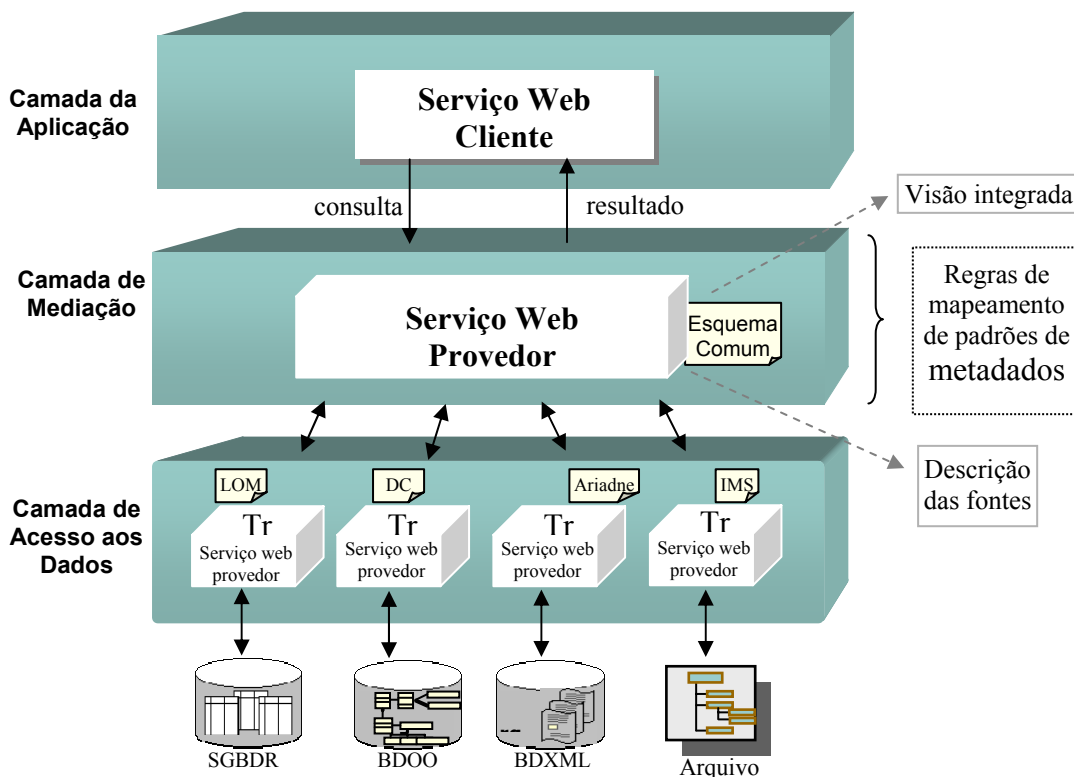 Camada da
Aplicação
Serviço Web
Cliente
consulta
resultado
Visão integrada
Camada de
Mediação
Serviço Web
Provedor
Esquema
Comum
Regras de
mapeamento
de padrões de
metadados
Descrição
das fontes
Camada de
Acesso aos
Dados
LOM
Tr
Serviço web
provedor
DC
Tr
Serviço web
provedor
Ariadne
Tr
Serviço web
provedor
IMS
Tr
Serviço web
provedor
SGBDR
BDOO
BDXML
Arquivo